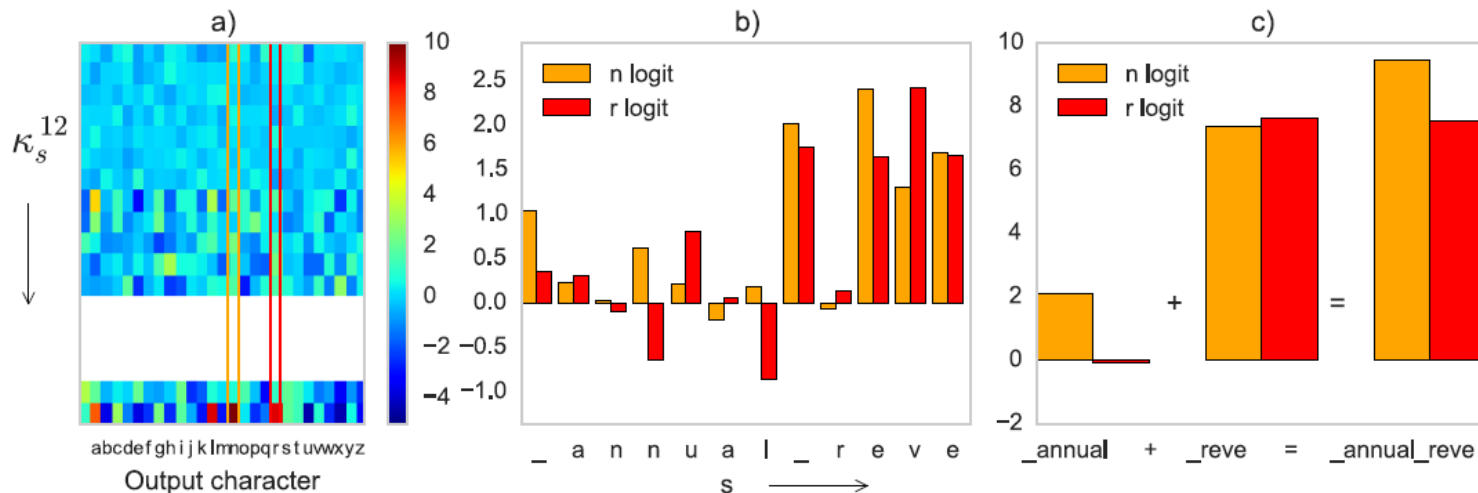 a)
κ_s^12
10
8
6
4
2
0
−2
−4
abcdefghijklmnopqrstuvwxyz
Output character
b)
n logit
r logit
2.5
2.0
1.5
1.0
0.5
0.0
−0.5
−1.0
_ a n n u a l _ r e v e
s
c)
n logit
r logit
10
8
6
4
2
0
−2
+ =
_annual + _reve = _annual_reve